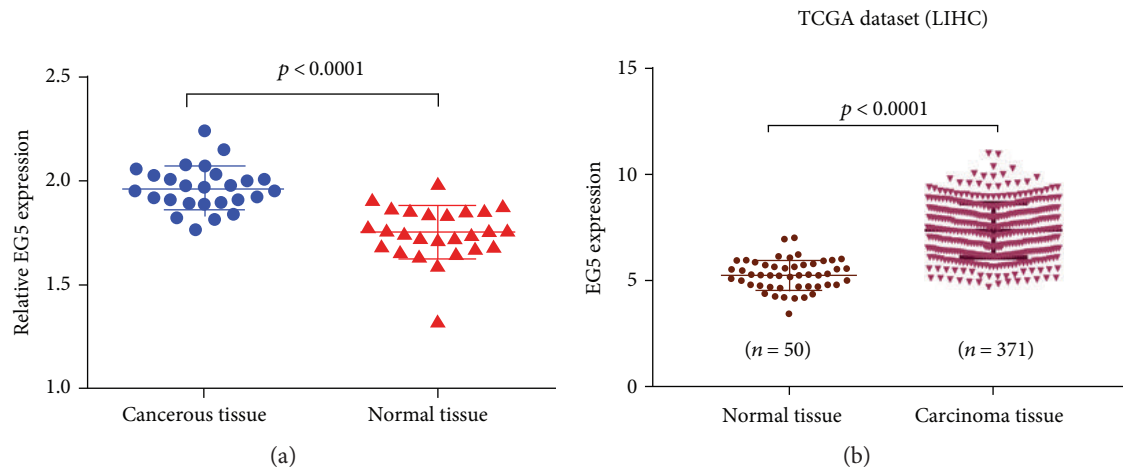 p < 0.0001
2.5
2.0
1.5
1.0
Relative EG5 expression
Cancerous tissue
Normal tissue
(a)
TCGA dataset (LIHC)
p < 0.0001
15
10
5
0
EG5 expression
(n = 50)
(n = 371)
Normal tissue
Carcinoma tissue
(b)